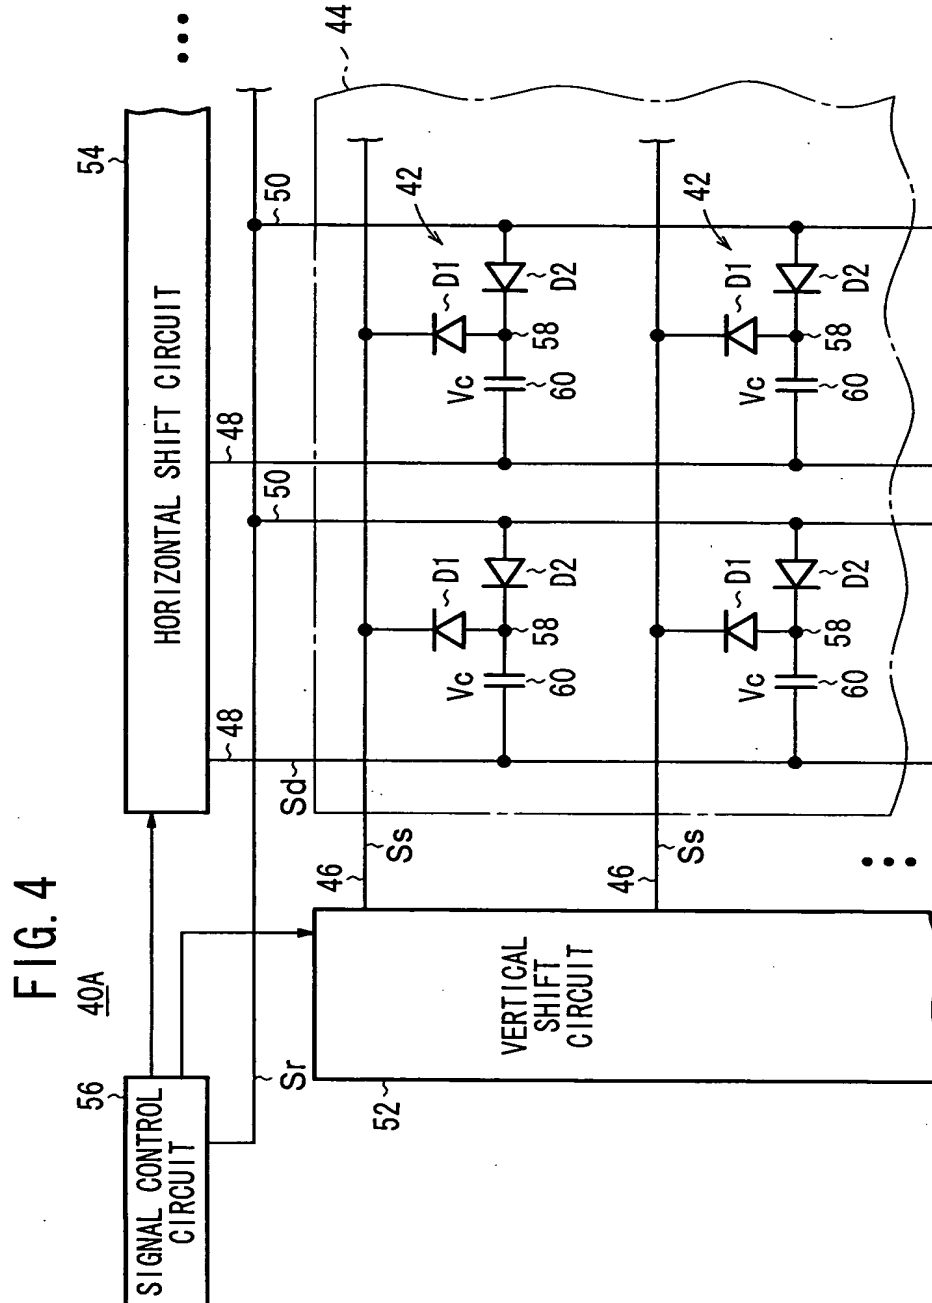 FIG. 4
40A
56
SIGNAL CONTROL
CIRCUIT
54
HORIZONTAL SHIFT CIRCUIT
Sr
48
50
48
50
44
Sd
52
VERTICAL
SHIFT
CIRCUIT
46
Ss
42
D1
D1
Vc
Vc
60
58
D2
60
58
D2
46
Ss
42
D1
D1
Vc
Vc
60
58
D2
60
58
D2